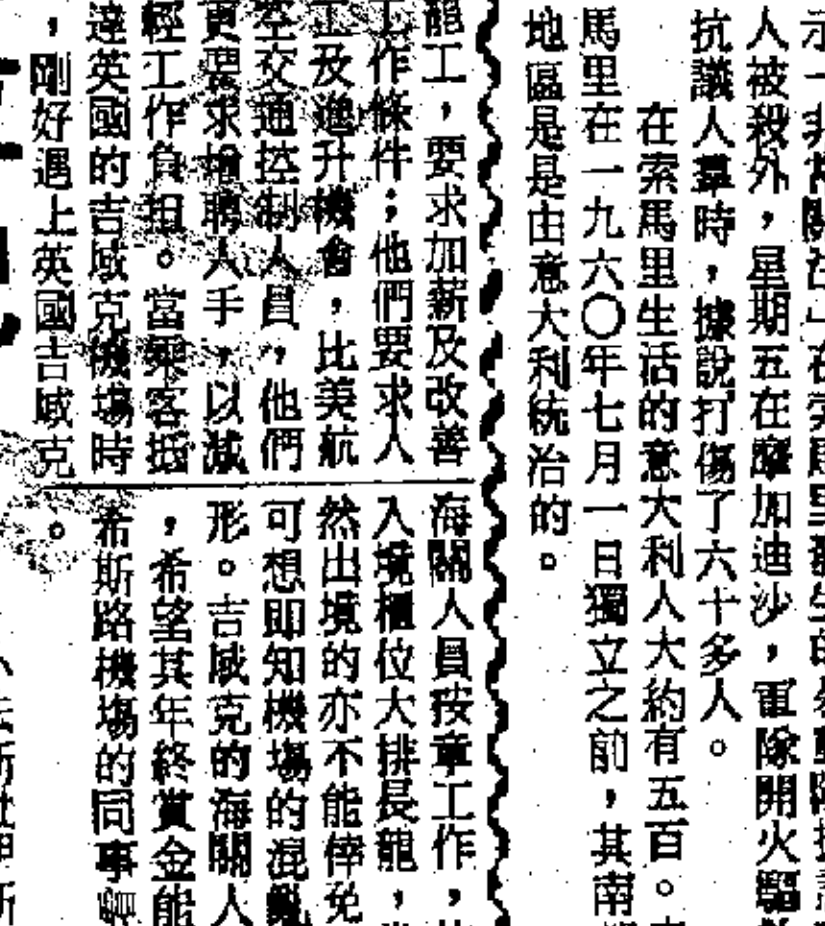 人被殺外，星期五在摩加迪沙，軍隊開火驅
抗議人羣時，據說打傷了六十多人。
在索馬里生活的意大利人大約有五百。
馬里在一九六〇年七月一日獨立之前，其南
地區是是由意大利統治的。
罷工，要求加薪及改善
工作條件；他們要求人
工及進升機會，比美航
空交通控制人員，他們
更要求增聘人手，以減
輕工作負担。當乘客抵
達英國的吉威克機場時
，剛好遇上英國吉威克
海關人員按章工作，
入境櫃位大排長龍，
然出境的亦不能倖免
可想即知機場的混亂
形。吉威克的海關人
，希望其年終賞金能
希斯路機場的同事
。